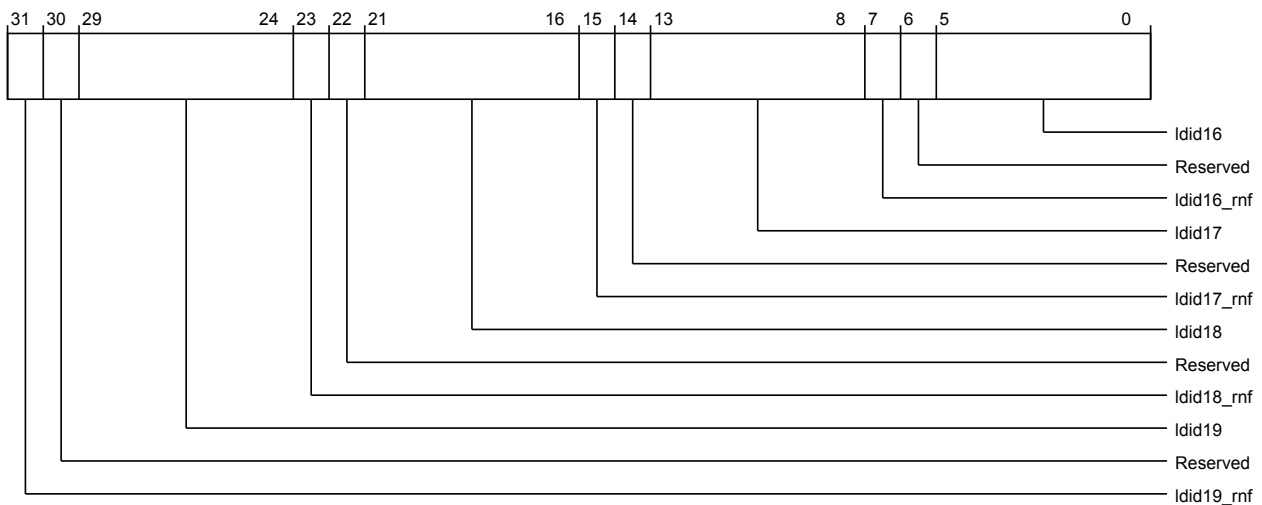 31 30 29 24 23 22 21 16 15 14 13 8 7 6 5 0
ldid16
Reserved
ldid16_rnf
ldid17
Reserved
ldid17_rnf
ldid18
Reserved
ldid18_rnf
ldid19
Reserved
ldid19_rnf